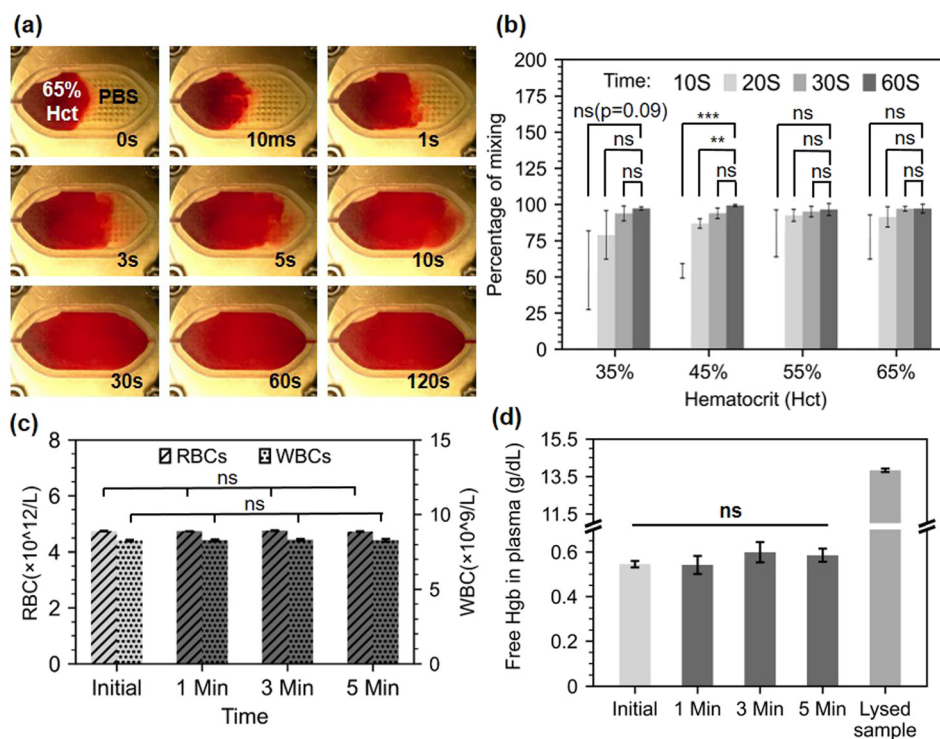 (a)
65%
Hct
PBS
0s
10ms
1s
3s
5s
10s
30s
60s
120s
(b)
Percentage of mixing
200
175
150
125
100
75
50
25
0
Time: 10S 20S 30S 60S
ns(p=0.09)
ns
ns
***
**
ns
ns
ns
ns
ns
ns
ns
35% 45% 55% 65%
Hematocrit (Hct)
(c)
RBC(×10^12/L)
8
6
4
2
0
RBCs WBCs
ns
ns
15
10
5
0
WBC(×10^9/L)
Initial 1 Min 3 Min 5 Min
Time
(d)
Free Hgb in plasma (g/dL)
15.5
13.5
11.5
0.6
0.4
0.2
0
ns
Initial 1 Min 3 Min 5 Min Lysed
sample